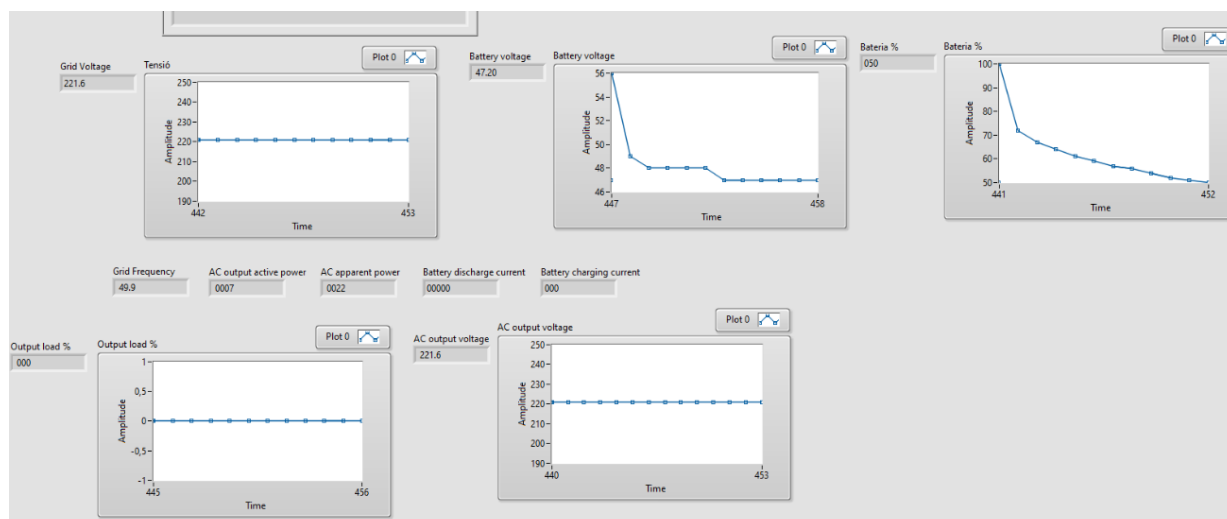 Grid Voltage
221.6
Tensió
Plot 0
250-
240-
230-
220-
210-
200-
190-
Amplitude
442
453
Time
Battery voltage
47.20
Battery voltage
Plot 0
56-
54-
52-
50-
48-
46-
Amplitude
447
458
Time
Bateria %
050
Bateria %
Plot 0
100-
90-
80-
70-
60-
50-
Amplitude
441
452
Time
Grid Frequency
49.9
AC output active power
0007
AC apparent power
0022
Battery discharge current
00000
Battery charging current
000
Output load %
000
Output load %
Plot 0
1-
0,5-
0-
-0,5-
-1-
Amplitude
445
456
Time
AC output voltage
221.6
AC output voltage
Plot 0
250-
240-
230-
220-
210-
200-
190-
Amplitude
440
453
Time